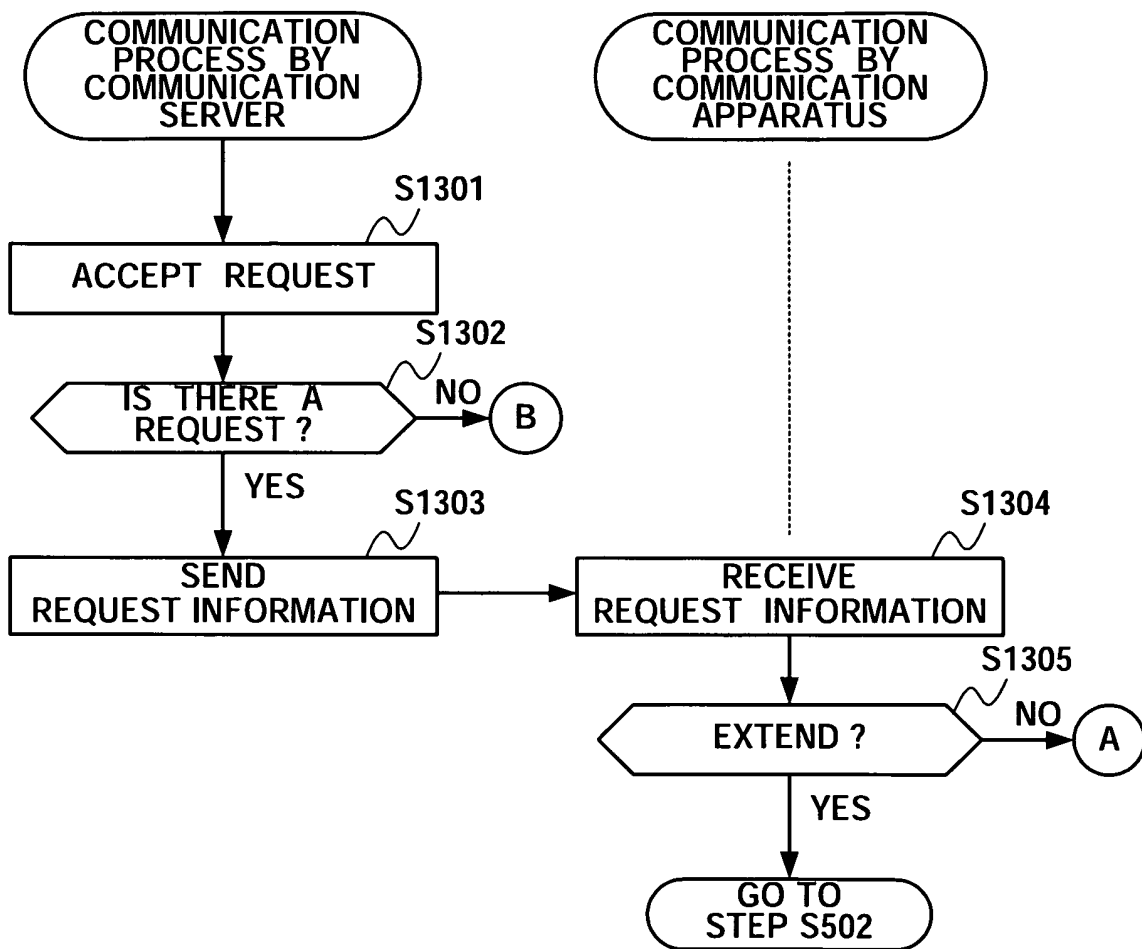 COMMUNICATION
PROCESS BY
COMMUNICATION
SERVER
COMMUNICATION
PROCESS BY
COMMUNICATION
APPARATUS
S1301
ACCEPT REQUEST
S1302
IS THERE A
REQUEST ?
NO
B
YES
S1303
SEND
REQUEST INFORMATION
S1304
RECEIVE
REQUEST INFORMATION
S1305
EXTEND ?
NO
A
YES
GO TO
STEP S502